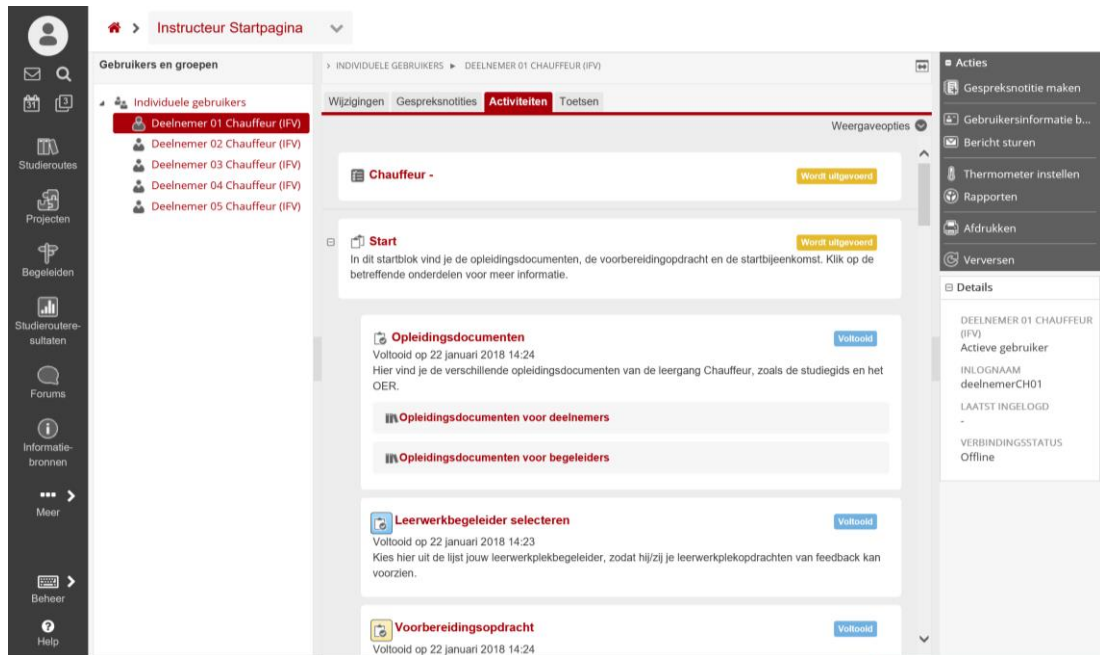 Instructeur Startpagina
31
3
Studieroutes
Projecten
Begeleiden
Studieroutere-
sultaten
Forums
Informatie-
bronnen
Meer
Beheer
Help
Gebruikers en groepen
Individuele gebruikers
Deelnemer 01 Chauffeur (IFV)
Deelnemer 02 Chauffeur (IFV)
Deelnemer 03 Chauffeur (IFV)
Deelnemer 04 Chauffeur (IFV)
Deelnemer 05 Chauffeur (IFV)
INDIVIDUELE GEBRUIKERS ► DEELNEMER 01 CHAUFFEUR (IFV)
Wijzigingen Gespreksnotities Activiteiten Toetsen
Weergaveopties
Chauffeur - Wordt uitgevoerd
Start Wordt uitgevoerd
In dit startblok vind je de opleidingsdocumenten, de voorbereidingopdracht en de startbijeenkomst. Klik op de
betreffende onderdelen voor meer informatie.
Opleidingsdocumenten Voltooid
Voltooid op 22 januari 2018 14:24
Hier vind je de verschillende opleidingsdocumenten van de leergang Chauffeur, zoals de studiegids en het
OER.
Opleidingsdocumenten voor deelnemers
Opleidingsdocumenten voor begeleiders
Leerwerkbegeleider selecteren Voltooid
Voltooid op 22 januari 2018 14:23
Kies hier uit de lijst jouw leerwerkplekbegeleider, zodat hij/zij je leerwerkplekopdrachten van feedback kan
voorzien.
Voorbereidingsopdracht Voltooid
Voltooid op 22 januari 2018 14:24
Acties
Gespreksnotitie maken
Gebruikersinformatie b...
Bericht sturen
Thermometer instellen
Rapporten
Afdrukken
Verversen
Details
DEELNEMER 01 CHAUFFEUR
(IFV)
Actieve gebruiker
INLOGNAAM
deelnemerCH01
LAATST INGELOGD
-
VERBINDINGSSTATUS
Offline